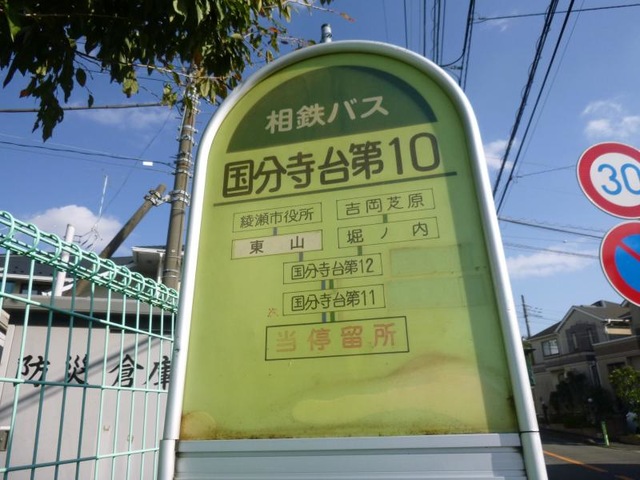 相鉄バス
国分寺台第10
綾瀬市役所 吉岡芝原
東山 堀ノ内
国分寺台第12
国分寺台第11
次
当停留所
防災倉庫
30